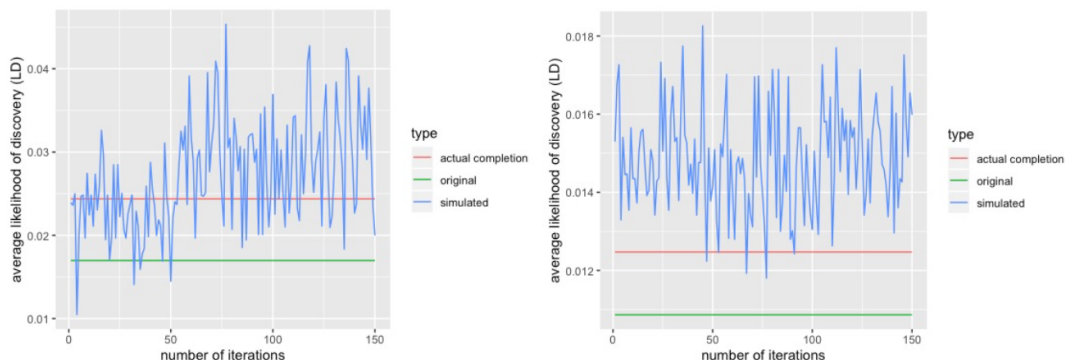 average likelihood of discovery (LD)
0.04
0.03
0.02
0.01
0
50
100
150
number of iterations
type
actual completion
original
simulated
average likelihood of discovery (LD)
0.018
0.016
0.014
0.012
0
50
100
150
number of iterations
type
actual completion
original
simulated